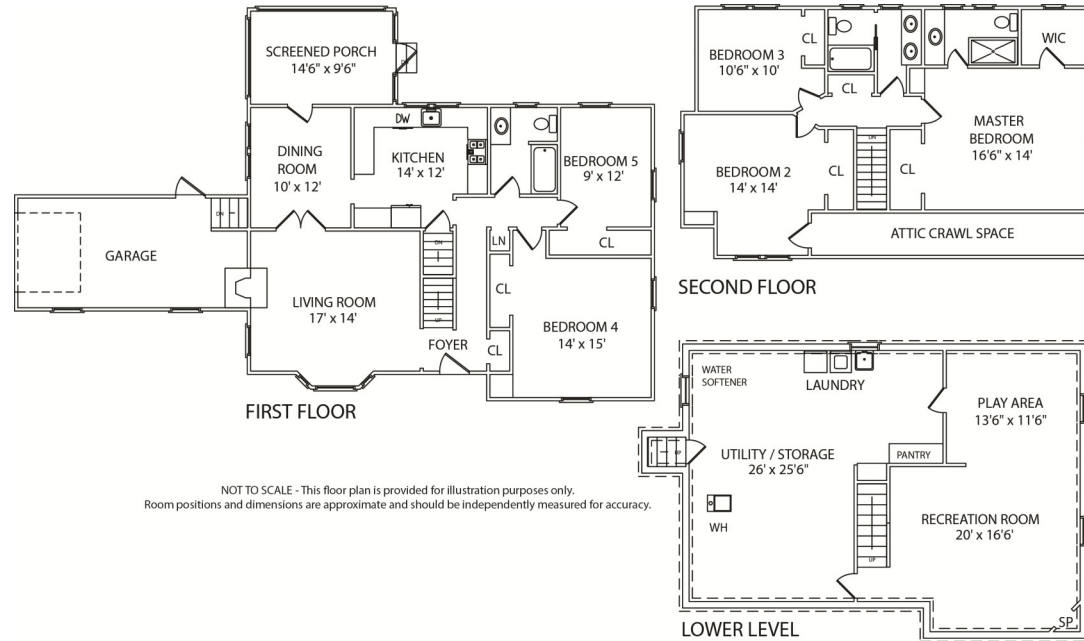 SCREENED PORCH
14'6" x 9'6"
DN
DW
KITCHEN
14' x 12'
DINING
ROOM
10' x 12'
BEDROOM 5
9' x 12'
DN
GARAGE
LN
CL
DN
LIVING ROOM
17' x 14'
UP
CL
BEDROOM 4
14' x 15'
FOYER
CL
FIRST FLOOR
BEDROOM 3
10'6" x 10'
CL
WIC
CL
MASTER
BEDROOM
16'6" x 14'
DN
BEDROOM 2
14' x 14'
CL
CL
ATTIC CRAWL SPACE
SECOND FLOOR
WATER
SOFTENER
LAUNDRY
PLAY AREA
13'6" x 11'6"
UP
UTILITY / STORAGE
26' x 25'6"
PANTRY
WH
RECREATION ROOM
20' x 16'6"
UP
SP
LOWER LEVEL
NOT TO SCALE - This floor plan is provided for illustration purposes only.
Room positions and dimensions are approximate and should be independently measured for accuracy.